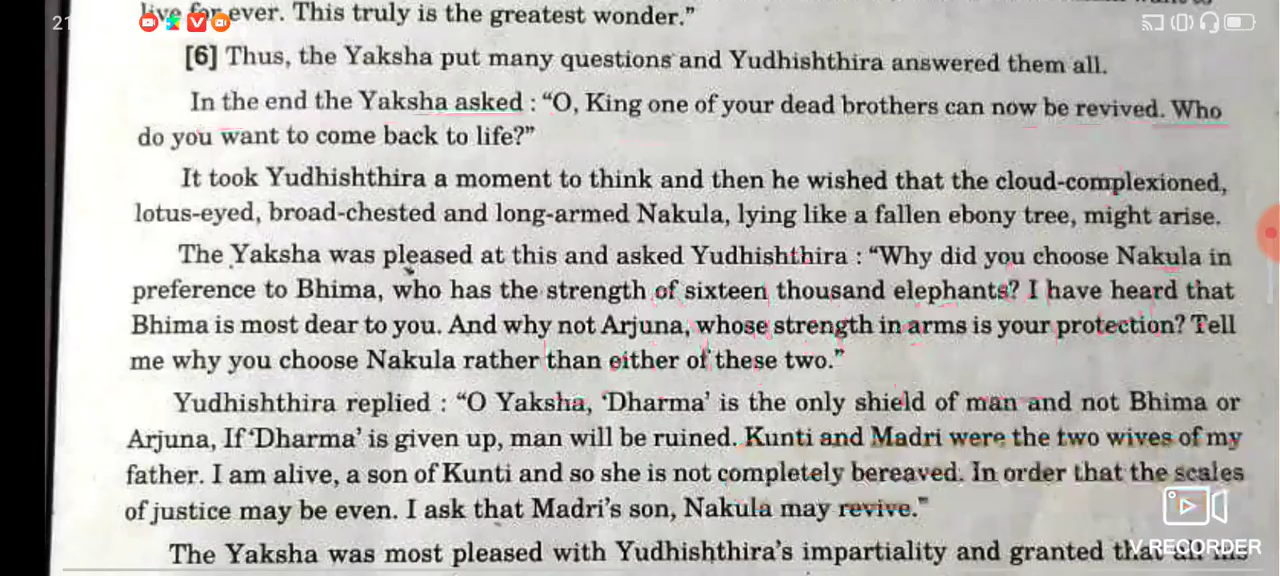 21
live for ever. This truly is the greatest wonder."
[6] Thus, the Yaksha put many questions and Yudhishthira answered them all.
In the end the Yaksha asked : "O, King one of your dead brothers can now be revived. Who
do you want to come back to life?"
It took Yudhishthira a moment to think and then he wished that the cloud-complexioned,
lotus-eyed, broad-chested and long-armed Nakula, lying like a fallen ebony tree, might arise.
The Yaksha was pleased at this and asked Yudhishthira : "Why did you choose Nakula in
preference to Bhima, who has the strength of sixteen thousand elephants? I have heard that
Bhima is most dear to you. And why not Arjuna, whose strength in arms is your protection? Tell
me why you choose Nakula rather than either of these two."
Yudhishthira replied : "O Yaksha, 'Dharma' is the only shield of man and not Bhima or
Arjuna, If 'Dharma' is given up, man will be ruined. Kunti and Madri were the two wives of my
father. I am alive, a son of Kunti and so she is not completely bereaved. In order that the scales
of justice may be even. I ask that Madri's son, Nakula may revive."
The Yaksha was most pleased with Yudhishthira's impartiality and granted that all
V RECORDER